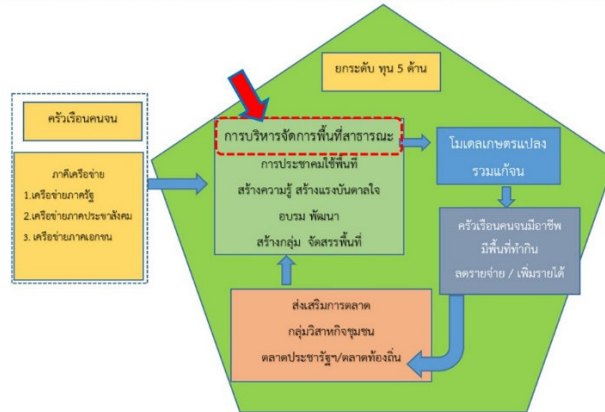 ยกระดับ ทุน 5 ด้าน
ครัวเรือนคนจน
ภาคีเครือข่าย
1.เครือข่ายภาครัฐ
2.เครือข่ายภาคประชาสังคม
3. เครือข่ายภาคเอกชน
การบริหารจัดการพื้นที่สาธารณะ
การประชาคมใช้พื้นที่
สร้างความรู้ สร้างแรงบันดาลใจ
อบรม พัฒนา
สร้างกลุ่ม จัดสรรพื้นที่
โมเดลเกษตรแปลง
รวมแก้จน
ครัวเรือนคนจนมีอาชีพ
มีพื้นที่ทำกิน
ลดรายจ่าย / เพิ่มรายได้
ส่งเสริมการตลาด
กลุ่มวิสาหกิจชุมชน
ตลาดประชารัฐฯ/ตลาดท้องถิ่น